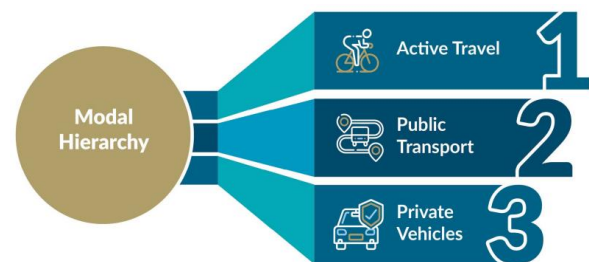 Modal
Hierarchy
Active Travel
1
Public
Transport
2
Private
Vehicles
3